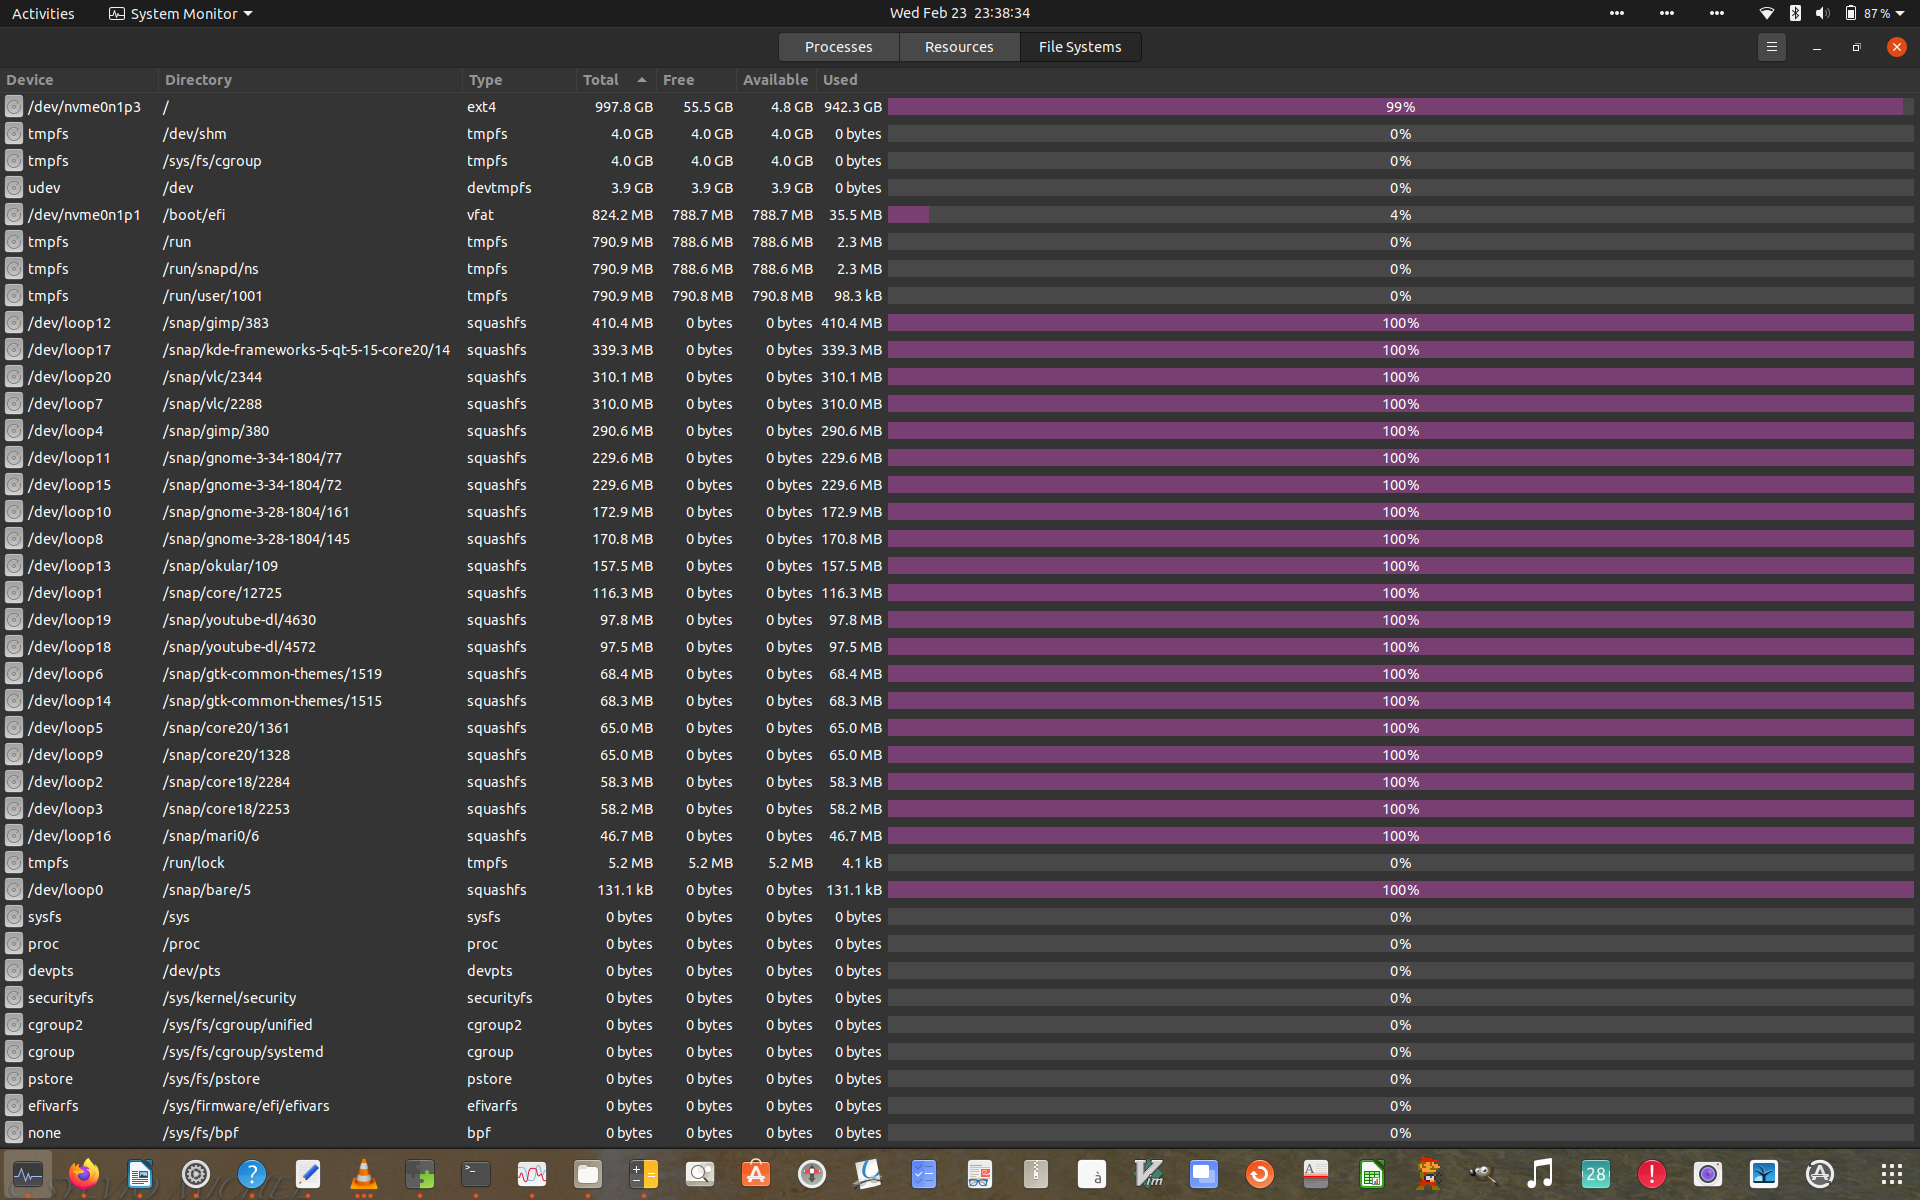 Activities System Monitor Wed Feb 23 23:38:34 87%
Processes Resources File Systems
Device Directory Type Total Free Available Used
/dev/nvme0n1p3 / ext4 997.8 GB 55.5 GB 4.8 GB 942.3 GB 99%
tmpfs /dev/shm tmpfs 4.0 GB 4.0 GB 4.0 GB 0 bytes 0%
tmpfs /sys/fs/cgroup tmpfs 4.0 GB 4.0 GB 4.0 GB 0 bytes 0%
udev /dev devtmpfs 3.9 GB 3.9 GB 3.9 GB 0 bytes 0%
/dev/nvme0n1p1 /boot/efi vfat 824.2 MB 788.7 MB 788.7 MB 35.5 MB 4%
tmpfs /run tmpfs 790.9 MB 788.6 MB 788.6 MB 2.3 MB 0%
tmpfs /run/snapd/ns tmpfs 790.9 MB 788.6 MB 788.6 MB 2.3 MB 0%
tmpfs /run/user/1001 tmpfs 790.9 MB 790.8 MB 790.8 MB 98.3 kB 0%
/dev/loop12 /snap/gimp/383 squashfs 410.4 MB 0 bytes 0 bytes 410.4 MB 100%
/dev/loop17 /snap/kde-frameworks-5-qt-5-15-core20/14 squashfs 339.3 MB 0 bytes 0 bytes 339.3 MB 100%
/dev/loop20 /snap/vlc/2344 squashfs 310.1 MB 0 bytes 0 bytes 310.1 MB 100%
/dev/loop7 /snap/vlc/2288 squashfs 310.0 MB 0 bytes 0 bytes 310.0 MB 100%
/dev/loop4 /snap/gimp/380 squashfs 290.6 MB 0 bytes 0 bytes 290.6 MB 100%
/dev/loop11 /snap/gnome-3-34-1804/77 squashfs 229.6 MB 0 bytes 0 bytes 229.6 MB 100%
/dev/loop15 /snap/gnome-3-34-1804/72 squashfs 229.6 MB 0 bytes 0 bytes 229.6 MB 100%
/dev/loop10 /snap/gnome-3-28-1804/161 squashfs 172.9 MB 0 bytes 0 bytes 172.9 MB 100%
/dev/loop8 /snap/gnome-3-28-1804/145 squashfs 170.8 MB 0 bytes 0 bytes 170.8 MB 100%
/dev/loop13 /snap/okular/109 squashfs 157.5 MB 0 bytes 0 bytes 157.5 MB 100%
/dev/loop1 /snap/core/12725 squashfs 116.3 MB 0 bytes 0 bytes 116.3 MB 100%
/dev/loop19 /snap/youtube-dl/4630 squashfs 97.8 MB 0 bytes 0 bytes 97.8 MB 100%
/dev/loop18 /snap/youtube-dl/4572 squashfs 97.5 MB 0 bytes 0 bytes 97.5 MB 100%
/dev/loop6 /snap/gtk-common-themes/1519 squashfs 68.4 MB 0 bytes 0 bytes 68.4 MB 100%
/dev/loop14 /snap/gtk-common-themes/1515 squashfs 68.3 MB 0 bytes 0 bytes 68.3 MB 100%
/dev/loop5 /snap/core20/1361 squashfs 65.0 MB 0 bytes 0 bytes 65.0 MB 100%
/dev/loop9 /snap/core20/1328 squashfs 65.0 MB 0 bytes 0 bytes 65.0 MB 100%
/dev/loop2 /snap/core18/2284 squashfs 58.3 MB 0 bytes 0 bytes 58.3 MB 100%
/dev/loop3 /snap/core18/2253 squashfs 58.2 MB 0 bytes 0 bytes 58.2 MB 100%
/dev/loop16 /snap/mari0/6 squashfs 46.7 MB 0 bytes 0 bytes 46.7 MB 100%
tmpfs /run/lock tmpfs 5.2 MB 5.2 MB 5.2 MB 4.1 kB 0%
/dev/loop0 /snap/bare/5 squashfs 131.1 kB 0 bytes 0 bytes 131.1 kB 100%
sysfs /sys sysfs 0 bytes 0 bytes 0 bytes 0 bytes 0%
proc /proc proc 0 bytes 0 bytes 0 bytes 0 bytes 0%
devpts /dev/pts devpts 0 bytes 0 bytes 0 bytes 0 bytes 0%
securityfs /sys/kernel/security securityfs 0 bytes 0 bytes 0 bytes 0 bytes 0%
cgroup2 /sys/fs/cgroup/unified cgroup2 0 bytes 0 bytes 0 bytes 0 bytes 0%
cgroup /sys/fs/cgroup/systemd cgroup 0 bytes 0 bytes 0 bytes 0 bytes 0%
pstore /sys/fs/pstore pstore 0 bytes 0 bytes 0 bytes 0 bytes 0%
efivarfs /sys/firmware/efi/efivars efivarfs 0 bytes 0 bytes 0 bytes 0 bytes 0%
none /sys/fs/bpf bpf 0 bytes 0 bytes 0 bytes 0 bytes 0%
? à Vim 28